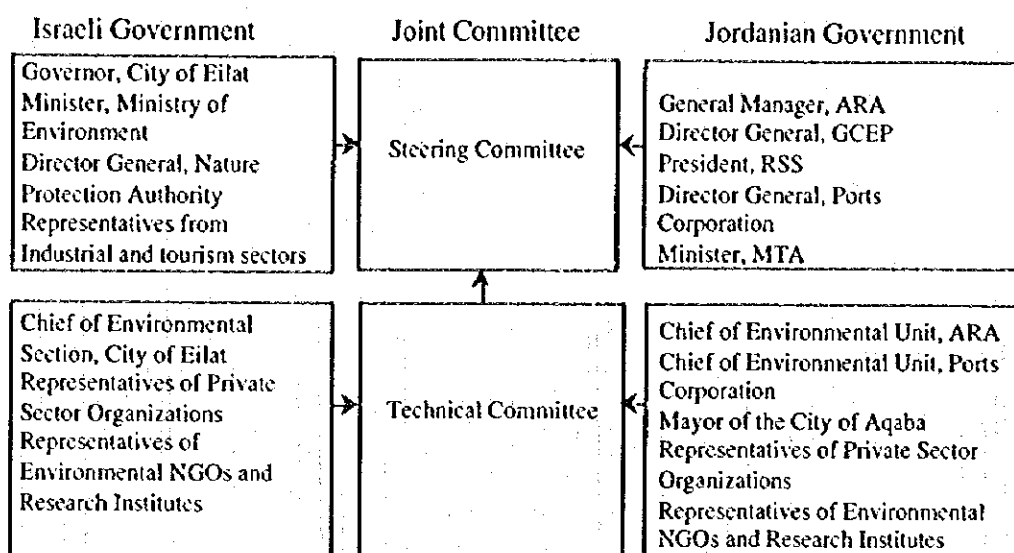 Israeli Government
Joint Committee
Jordanian Government
Governor, City of Eilat
Minister, Ministry of
Environment
Director General, Nature
Protection Authority
Representatives from
Industrial and tourism sectors
Steering Committee
General Manager, ARA
Director General, GCEP
President, RSS
Director General, Ports
Corporation
Minister, MTA
Chief of Environmental
Section, City of Eilat
Representatives of Private
Sector Organizations
Representatives of
Environmental NGOs and
Research Institutes
Technical Committee
Chief of Environmental Unit, ARA
Chief of Environmental Unit, Ports
Corporation
Mayor of the City of Aqaba
Representatives of Private Sector
Organizations
Representatives of Environmental
NGOs and Research Institutes